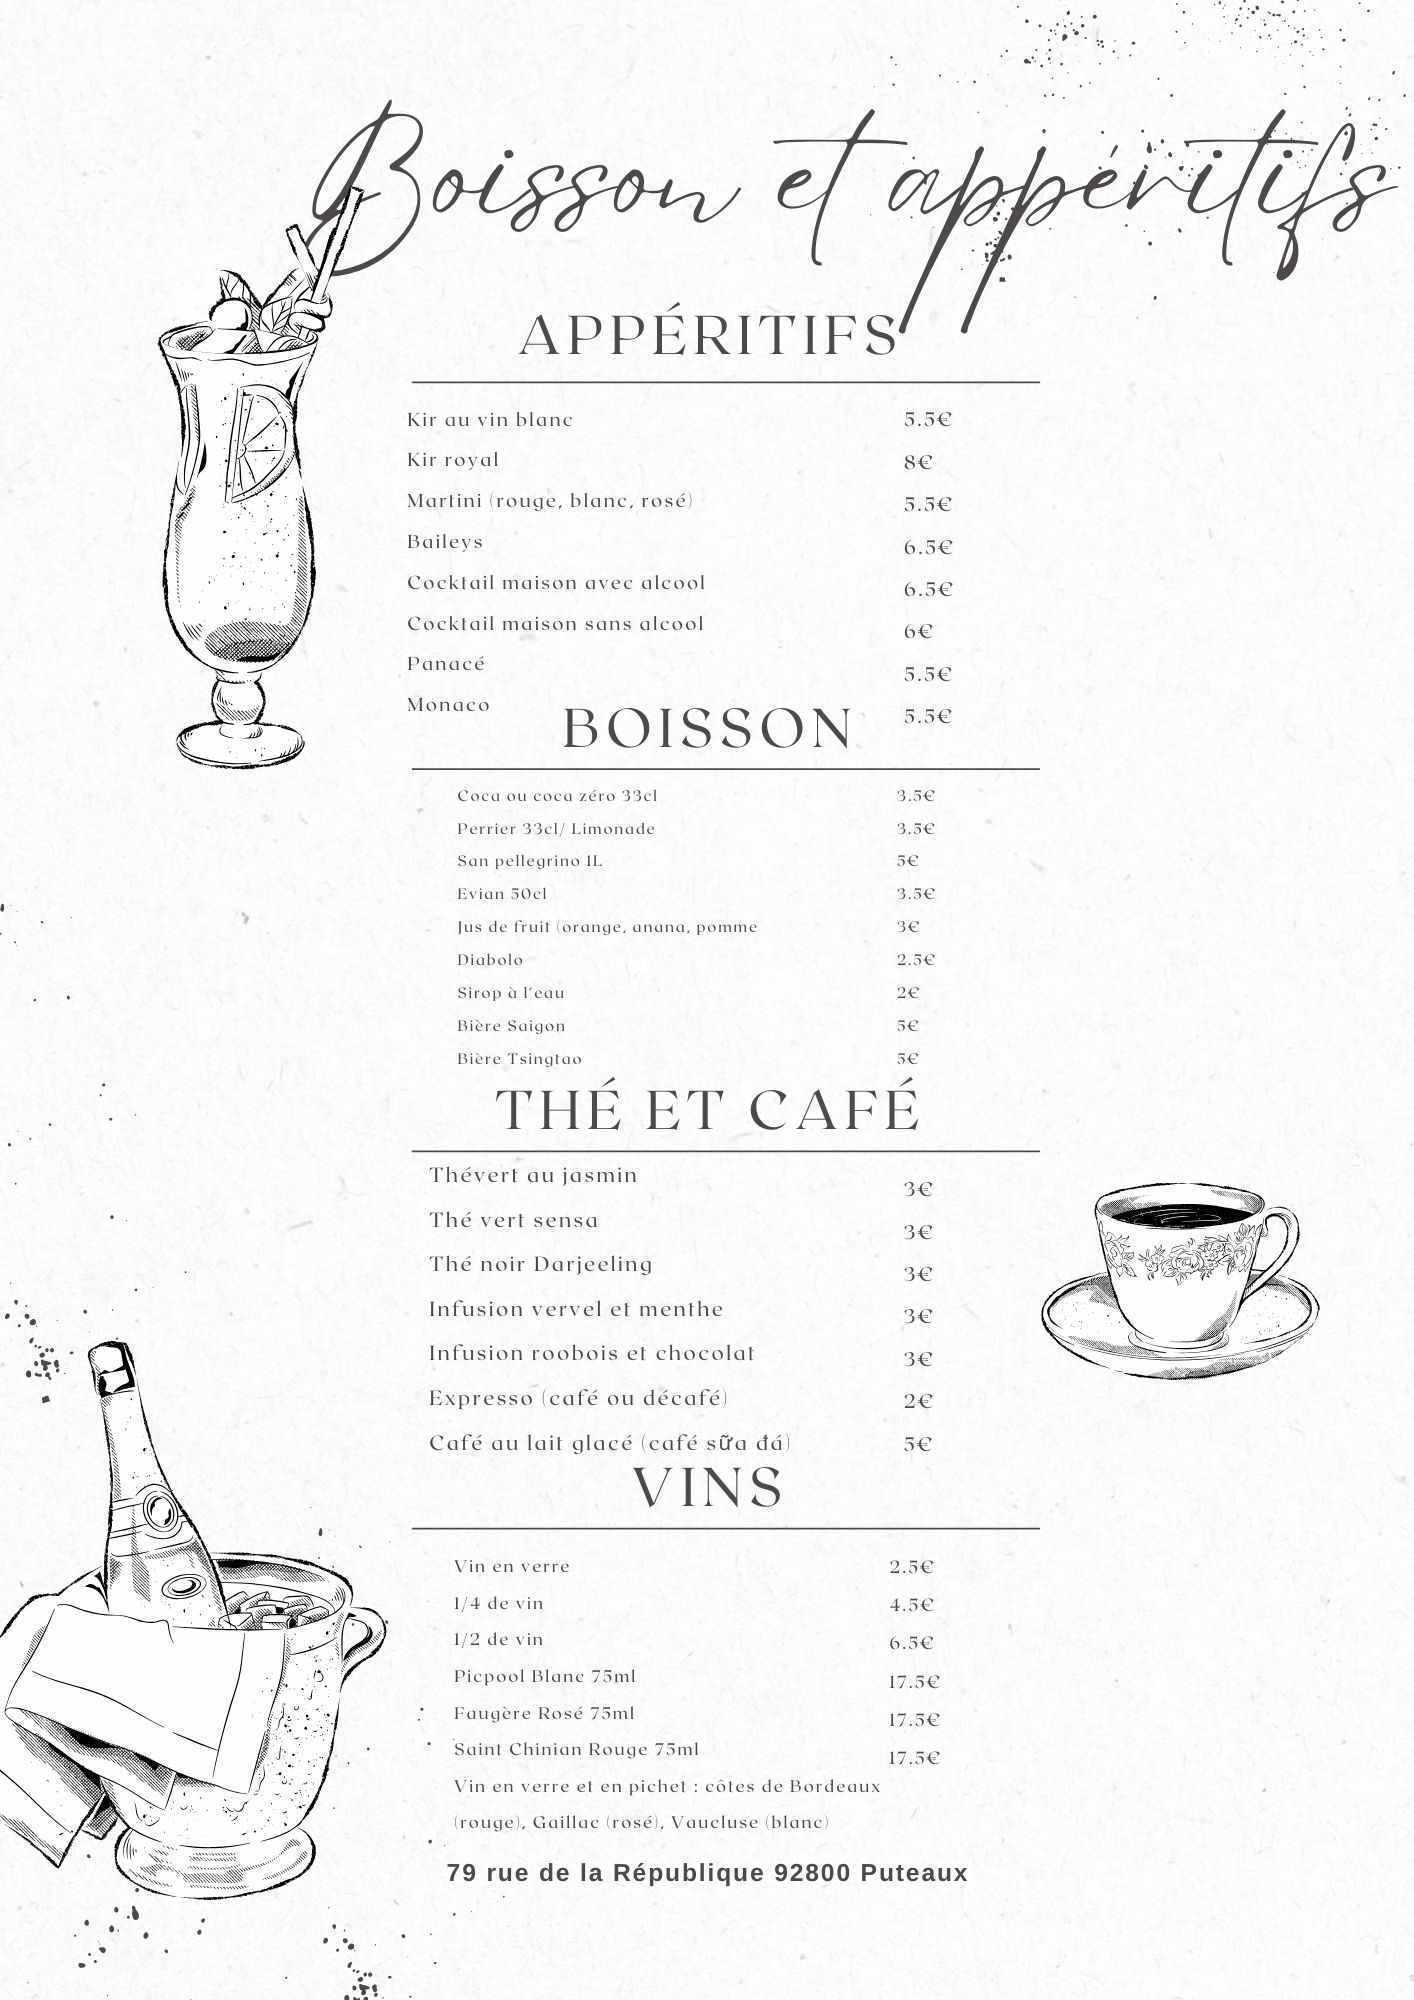 Boisson et appéritifs
APPÉRITIFS
Kir au vin blanc 5.5€
Kir royal 8€
Martini (rouge, blanc, rosé) 5.5€
Baileys 6.5€
Cocktail maison avec alcool 6.5€
Cocktail maison sans alcool 6€
Panacé 5.5€
Monaco 5.5€
BOISSON
Coca ou coca zéro 33cl 3.5€
Perrier 33cl/ Limonade 3.5€
San pellegrino 1L 5€
Evian 50cl 3.5€
Jus de fruit (orange, anana, pomme 3€
Diabolo 2.5€
Sirop à l'eau 2€
Bière Saigon 5€
Bière Tsingtao 5€
THÉ ET CAFÉ
Thévert au jasmin 3€
Thé vert sensa 3€
Thé noir Darjeeling 3€
Infusion vervel et menthe 3€
Infusion roobois et chocolat 3€
Expresso (café ou décafé) 2€
Café au lait glacé (café sữa đá) 5€
VINS
Vin en verre 2.5€
1/4 de vin 4.5€
1/2 de vin 6.5€
Picpool Blanc 75ml 17.5€
Faugère Rosé 75ml 17.5€
Saint Chinian Rouge 75ml 17.5€
Vin en verre et en pichet : côtes de Bordeaux
(rouge), Gaillac (rosé), Vaucluse (blanc)
79 rue de la République 92800 Puteaux